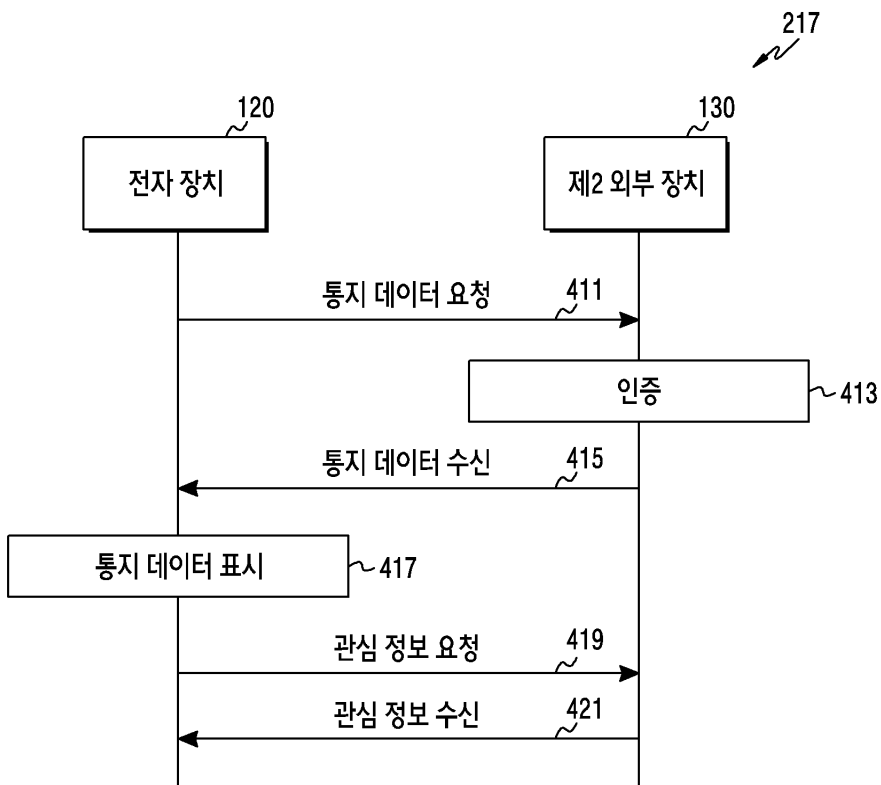 217
120
130
전자 장치
제2 외부 장치
통지 데이터 요청
411
인증
413
통지 데이터 수신
415
통지 데이터 표시
417
관심 정보 요청
419
관심 정보 수신
421